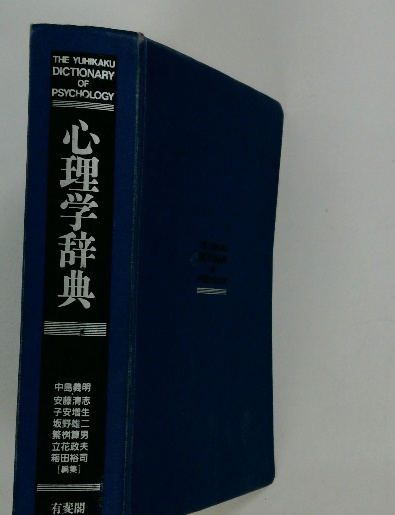 THE YUHIKAKU
DICTIONARY
OF
PSYCHOLOGY
心理学辞典
中島義明
安藤清志
子安増生
坂野雄二
繁桝算男
立花政夫
箱田裕司
[編集]
有斐閣